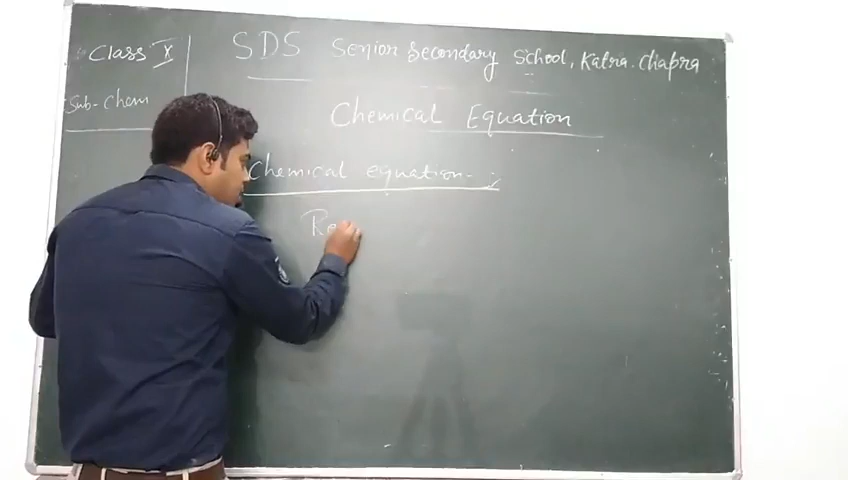 Class X
SDS Senior Secondary School, Katra. Chapra
Sub- Chem
Chemical Equation
Chemical equation-
Re